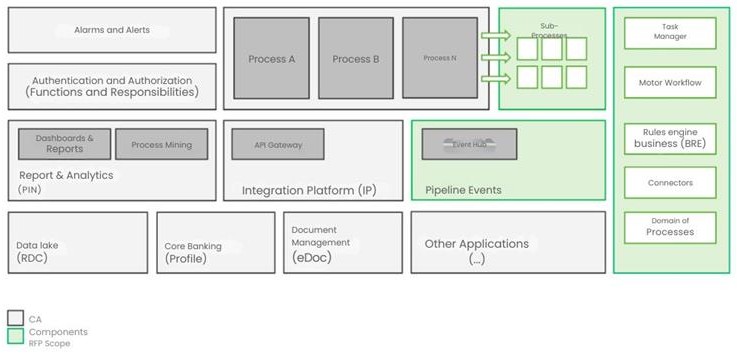 Alarms and Alerts
Authentication and Authorization
(Functions and Responsibilities)
Process A
Process B
Process N
Sub-
Processes
Task
Manager
Motor Workflow
Rules engine
business (BRE)
Connectors
Domain of
Processes
Dashboards &
Reports
Process Mining
Report & Analytics
(PIN)
API Gateway
Integration Platform (IP)
Event Hub
Pipeline Events
Data lake
(RDC)
Core Banking
(Profile)
Document
Management
(eDoc)
Other Applications
(...)
CA
Components
RFP Scope